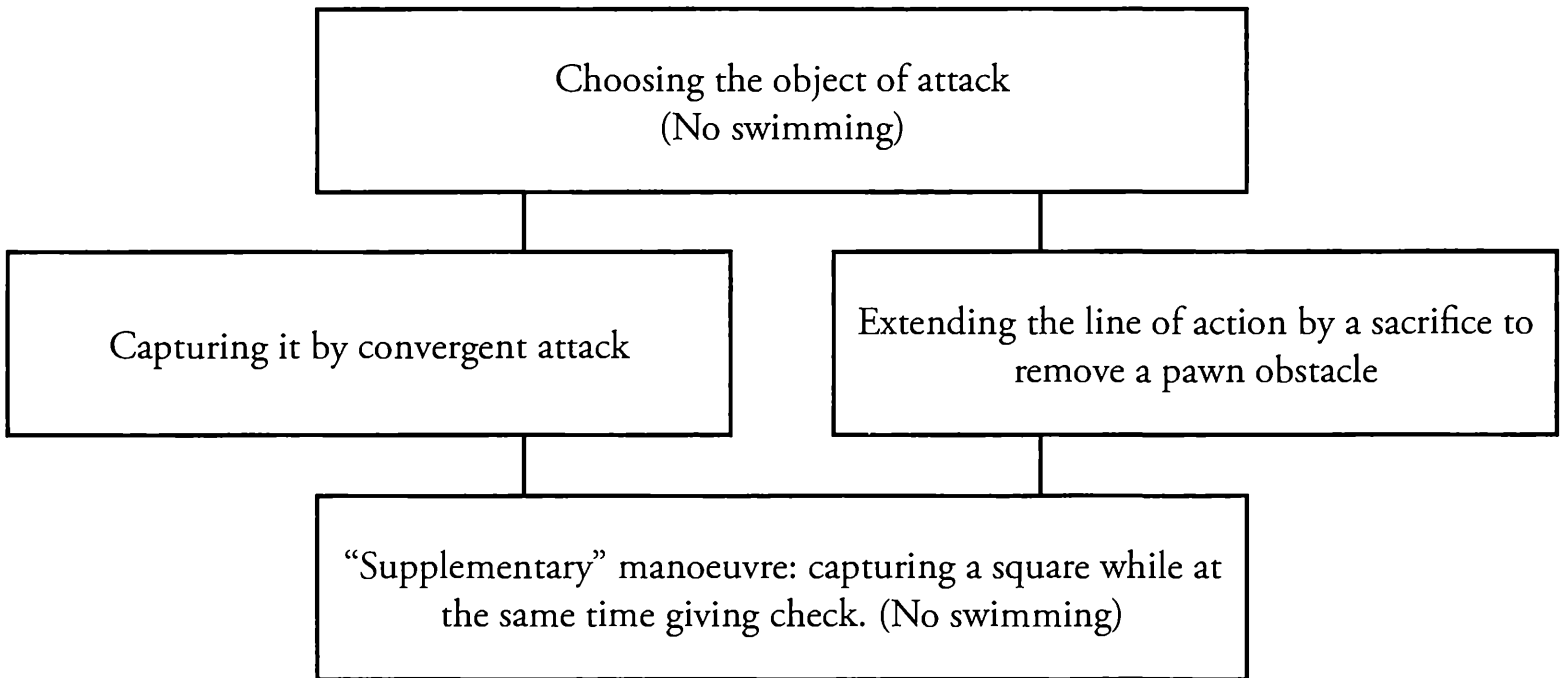 Choosing the object of attack
(No swimming)
Capturing it by convergent attack
Extending the line of action by a sacrifice to
remove a pawn obstacle
“Supplementary” manoeuvre: capturing a square while at
the same time giving check. (No swimming)